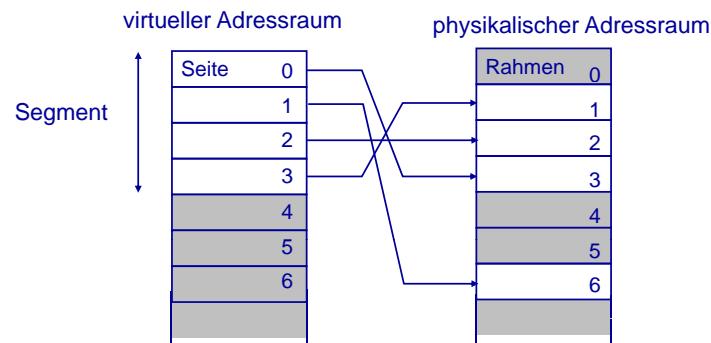 virtueller Adressraum
physikalischer Adressraum
Segment
Seite 0
1
2
3
4
5
6
Rahmen 0
1
2
3
4
5
6